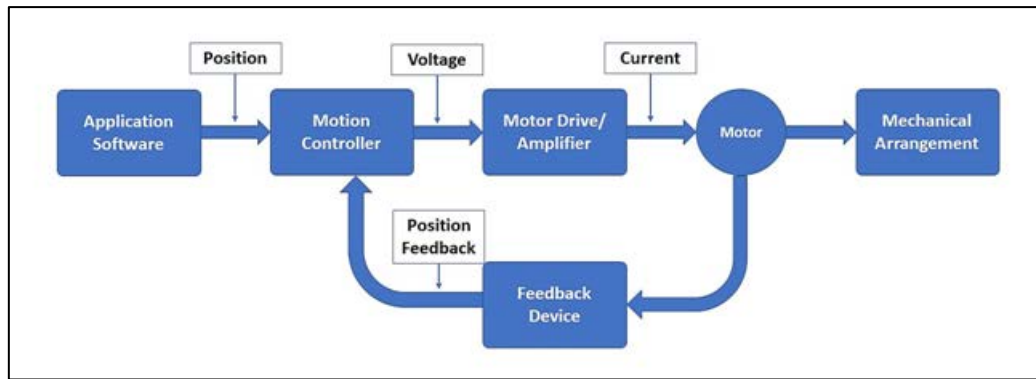 Position
Voltage
Current
Application
Software
Motion
Controller
Motor Drive/
Amplifier
Motor
Mechanical
Arrangement
Position
Feedback
Feedback
Device